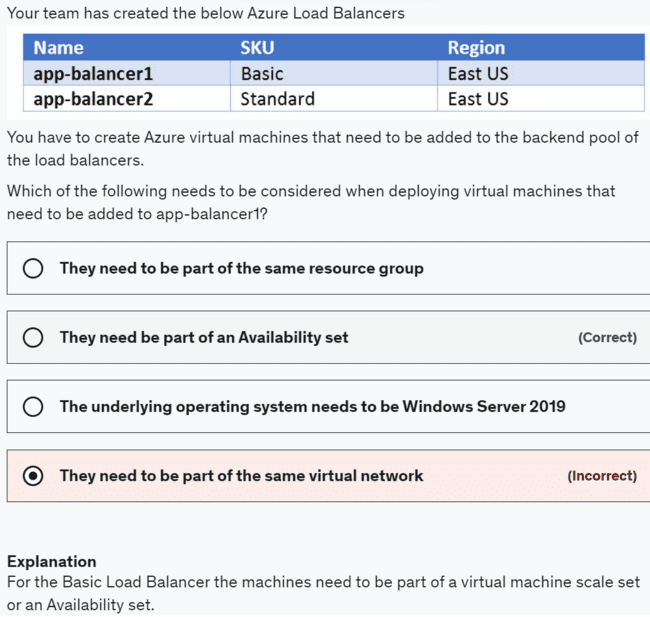 Your team has created the below Azure Load Balancers
Name SKU Region
app-balancer1 Basic East US
app-balancer2 Standard East US
You have to create Azure virtual machines that need to be added to the backend pool of
the load balancers.
Which of the following needs to be considered when deploying virtual machines that
need to be added to app-balancer1?
They need to be part of the same resource group
They need be part of an Availability set (Correct)
The underlying operating system needs to be Windows Server 2019
They need to be part of the same virtual network (Incorrect)
Explanation
For the Basic Load Balancer the machines need to be part of a virtual machine scale set
or an Availability set.